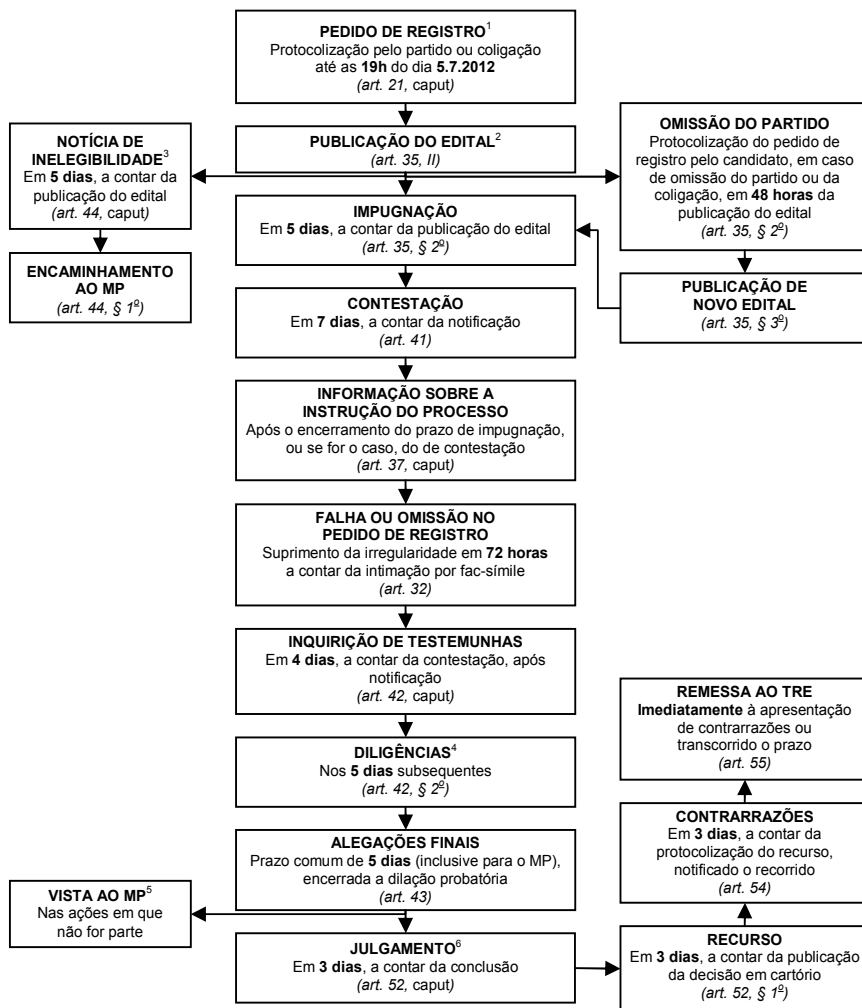 PEDIDO DE REGISTRO¹
Protocolização pelo partido ou coligação
até as 19h do dia 5.7.2012
(art. 21, caput)
PUBLICAÇÃO DO EDITAL²
(art. 35, II)
NOTÍCIA DE
INELEGIBILIDADE³
Em 5 dias, a contar da
publicação do edital
(art. 44, caput)
ENCAMINHAMENTO
AO MP
(art. 44, § 1º)
OMISSÃO DO PARTIDO
Protocolização do pedido de
registro pelo candidato, em caso
de omissão do partido ou da
coligação, em 48 horas da
publicação do edital
(art. 35, § 2º)
PUBLICAÇÃO DE
NOVO EDITAL
(art. 35, § 3º)
IMPUGNAÇÃO
Em 5 dias, a contar da publicação do edital
(art. 35, § 2º)
CONTESTAÇÃO
Em 7 dias, a contar da notificação
(art. 41)
INFORMAÇÃO SOBRE A
INSTRUÇÃO DO PROCESSO
Após o encerramento do prazo de impugnação,
ou se for o caso, do de contestação
(art. 37, caput)
FALHA OU OMISSÃO NO
PEDIDO DE REGISTRO
Suprimento da irregularidade em 72 horas
a contar da intimação por fac-símile
(art. 32)
INQUIRIÇÃO DE TESTEMUNHAS
Em 4 dias, a contar da contestação, após
notificação
(art. 42, caput)
DILIGÊNCIAS⁴
Nos 5 dias subsequentes
(art. 42, § 2º)
ALEGAÇÕES FINAIS
Prazo comum de 5 dias (inclusive para o MP),
encerrada a dilação probatória
(art. 43)
VISTA AO MP⁵
Nas ações em que
não for parte
JULGAMENTO⁶
Em 3 dias, a contar da conclusão
(art. 52, caput)
REMESSA AO TRE
Imediatamente à apresentação
de contrarrazões ou
transcorrido o prazo
(art. 55)
CONTRARRAZÕES
Em 3 dias, a contar da
protocolização do recurso,
notificado o recorrido
(art. 54)
RECURSO
Em 3 dias, a contar da publicação
da decisão em cartório
(art. 52, § 1º)